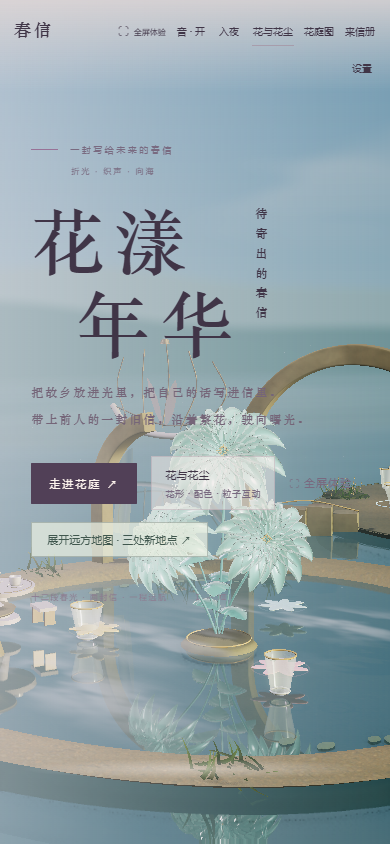 春信
全屏体验 音·开 入夜 花与花尘 花庭图 来信册
设置
一封写给未来的春信
折光·织声·向海
花漾
年华
待寄出的春信
把故乡放进光里，把自己的话写进信里。
带上前人的一封旧信，沿着繁花，驶向曙光。
走进花庭 ↗
花与花尘
花形·配色·粒子互动
全屏体验
展开远方地图·三处新地点 ↗